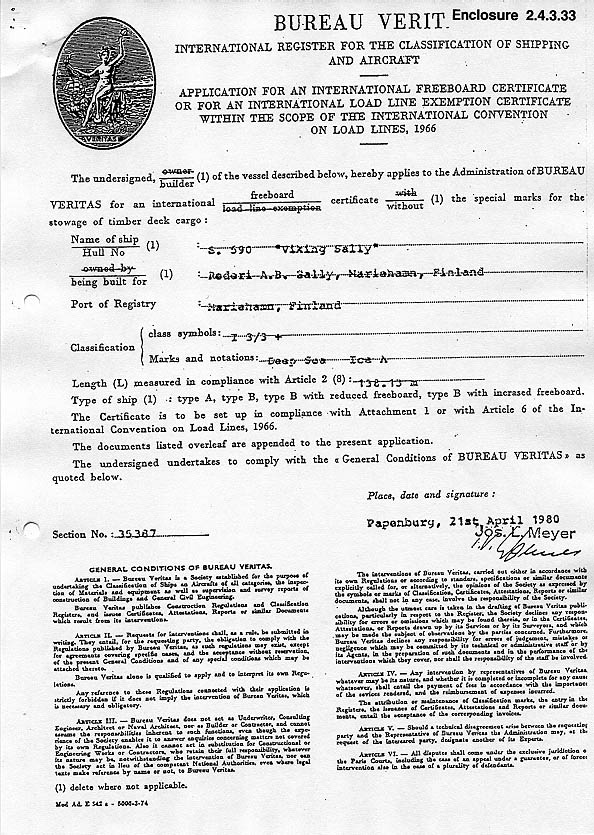 BUREAU VERIT
Enclosure 2.4.3.33
INTERNATIONAL REGISTER FOR THE CLASSIFICATION OF SHIPPING
AND AIRCRAFT
APPLICATION FOR AN INTERNATIONAL FREEBOARD CERTIFICATE
OR FOR AN INTERNATIONAL LOAD LINE EXEMPTION CERTIFICATE
WITHIN THE SCOPE OF THE INTERNATIONAL CONVENTION
ON LOAD LINES, 1966
VERITAS
The undersigned, owner builder (1) of the vessel described below, hereby applies to the Administration of BUREAU
VERITAS for an international freeboard load line exemption certificate with without (1) the special marks for the
stowage of timber deck cargo :
Name of ship Hull No (1) : S. 590 "Viking Sally"
owned by being built for (1) : Rederi A.B. Sally, Mariehamn, Finland
Port of Registry : Mariehamn, Finland
Classification
class symbols: I 3/3 +
Marks and notations: Deep Sea Ice A
Length (L) measured in compliance with Article 2 (8) : 138.15 m
Type of ship (1) : type A, type B, type B with reduced freeboard, type B with incrased freeboard.
The Certificate is to be set up in compliance with Attachment 1 or with Article 6 of the In-
ternational Convention on Load Lines, 1966.
The documents listed overleaf are appended to the present application.
The undersigned undertakes to comply with the « General Conditions of BUREAU VERITAS » as
quoted below.
Place, date and signature :
Papenburg, 21st April 1980
Jos. L. Meyer
Section No. : 35387
GENERAL CONDITIONS OF BUREAU VERITAS.
ARTICLE I. — Bureau Veritas is a Society established for the purpose of
undertaking the Classification of Ships an Aircrafts of all categories, the inspec-
tion of Materials and equipment as well as supervision and survey reports of
construction of Buildings and General Civil Engineering.
Bureau Veritas publishes Construction Regulations and Classification
Registers, and issues Certificates, Attestations, Reports or similar Documents
which result from its interventions.
ARTICLE II. — Requests for interventions shall, as a rule, be submitted in
writing. They entail, for the requesting party, the obligation to comply with the
Regulations published by Bureau Veritas, as such regulations may exist, except
for agreements covering specific cases, and the acceptance without reservation,
of the present General Conditions and of any special conditions which may be
attached thereto.
Bureau Veritas alone is qualified to apply and to interpret its own Regu-
lations.
Any reference to these Regulations connected with their application is
strictly forbidden if it does not imply the intervention of Bureau Veritas, which
is necessary and obligatory.
ARTICLE III. — Bureau Veritas does not act as Underwriter, Consulting
Engineer, Architect or Naval Architect, nor as Builder or Contractor, and cannot
assume the responsibilities inherent to such functions, even though the expe-
rience of the Society enables it to answer anquiries concerning matters not covered
by its own Regulations. Also it cannot act in substitution for Constructional or
Engineering Works or Contractors, who retain their full responsibility, whatever
its nature may be, notwithstanding the intervention of Bureau Veritas, nor can
the Society act in lieu of the competent National Authorities, even where legal
texts make reference by name or not, to Bureau Veritas.
The interventions of Bureau Veritas, carried out either in accordance with
its own Regulations or according to standard, specifications or similar documents
explicitly called for, or alternatively, the opinions of the Society as expressed by
the symbols or marks of Classification, Certificates, Attestations, Reports or similar
documents, shall not in any case, involve the responsibility of the Society.
Although the utmost care is taken in the drafting of Bureau Veritas publi-
cations, particularly in respect to the Register, the Society declines any respon-
sibility for errors or omissions which may be found therein, or in the Certificates,
Attestations, or Reports drawn up by its Services or by its Surveyors, and which
may be made the subject of observations by the parties concerned. Furthermore,
Bureau Veritas declines any responsibility for errors of judgement, mistakes or
negligence which may be committed by its technical or administrative staff or by
its Agents, in the preparation of such documents and in the performance of the
interventions which they cover, nor shall the responsibility of the staff be involved.
ARTICLE IV. — Any intervention by representatives of Bureau Veritas
whatever may be its nature, and whether it is completed or incomplete for any cause
whatsoever, shall entail the payment of fees in accordance with the importance
of the services rendered, and the reimbursement of expenses incurred.
The attribution or maintenance of Classification marks, the entry in the
Register, the issuance of Certificates, Attestations and Reports or similar docu-
ments, entail the acceptance of the corresponding invoices.
ARTICLE V. — Should a technical disagreement arise between the requesting
party and the Representative of Bureau Veritas the Administration may, at the
request of the interested party, designate another of its Experts.
ARTICLE VI. — All disputes shall come under the exclusive jurisdiction o
the Paris Courts, including the case of an appeal under a guarantee, or of forced
intervention also in the case of a plurality of defendants.
(1) delete where not applicable.
Mod Ad. E 542 a - 5000-3-74